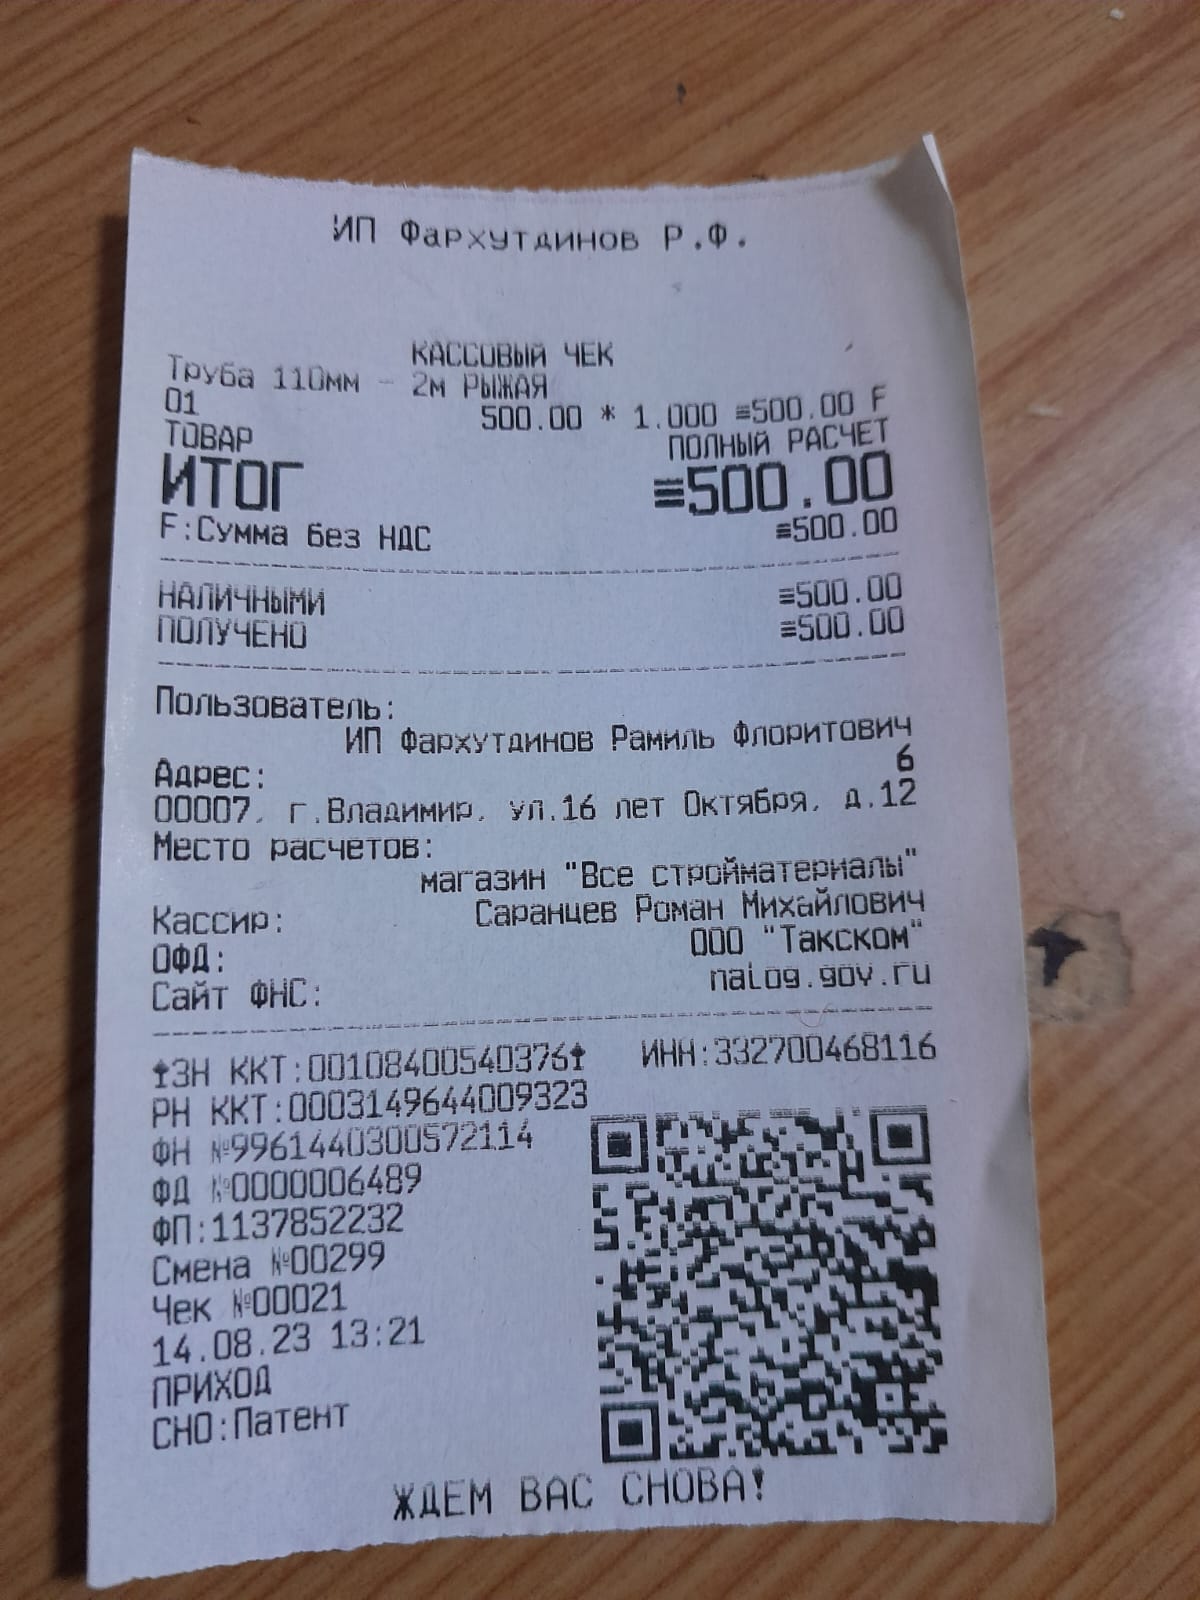 ИП Фархутдинов Р.Ф.
КАССОВЫЙ ЧЕК
Труба 110мм - 2м РЫЖАЯ
01 500.00 * 1.000 ≡500.00 F
ТОВАР ПОЛНЫЙ РАСЧЕТ
ИТОГ ≡500.00
F:Сумма без НДС ≡500.00
НАЛИЧНЫМИ ≡500.00
ПОЛУЧЕНО ≡500.00
Пользователь:
ИП Фархутдинов Рамиль Флоритович
Адрес: 6
00007, г.Владимир, ул.16 лет Октября, д.12
Место расчетов:
магазин "Все стройматериалы"
Кассир: Саранцев Роман Михайлович
ОФД: ООО "Такском"
Сайт ФНС: nalog.gov.ru
ЗН ККТ:00108400540376 ИНН:332700468116
РН ККТ:0003149644009323
ФН №9961440300572114
ФД №0000006489
ФП:1137852232
Смена №00299
Чек №00021
14.08.23 13:21
ПРИХОД
СНО:Патент
ЖДЕМ ВАС СНОВА!